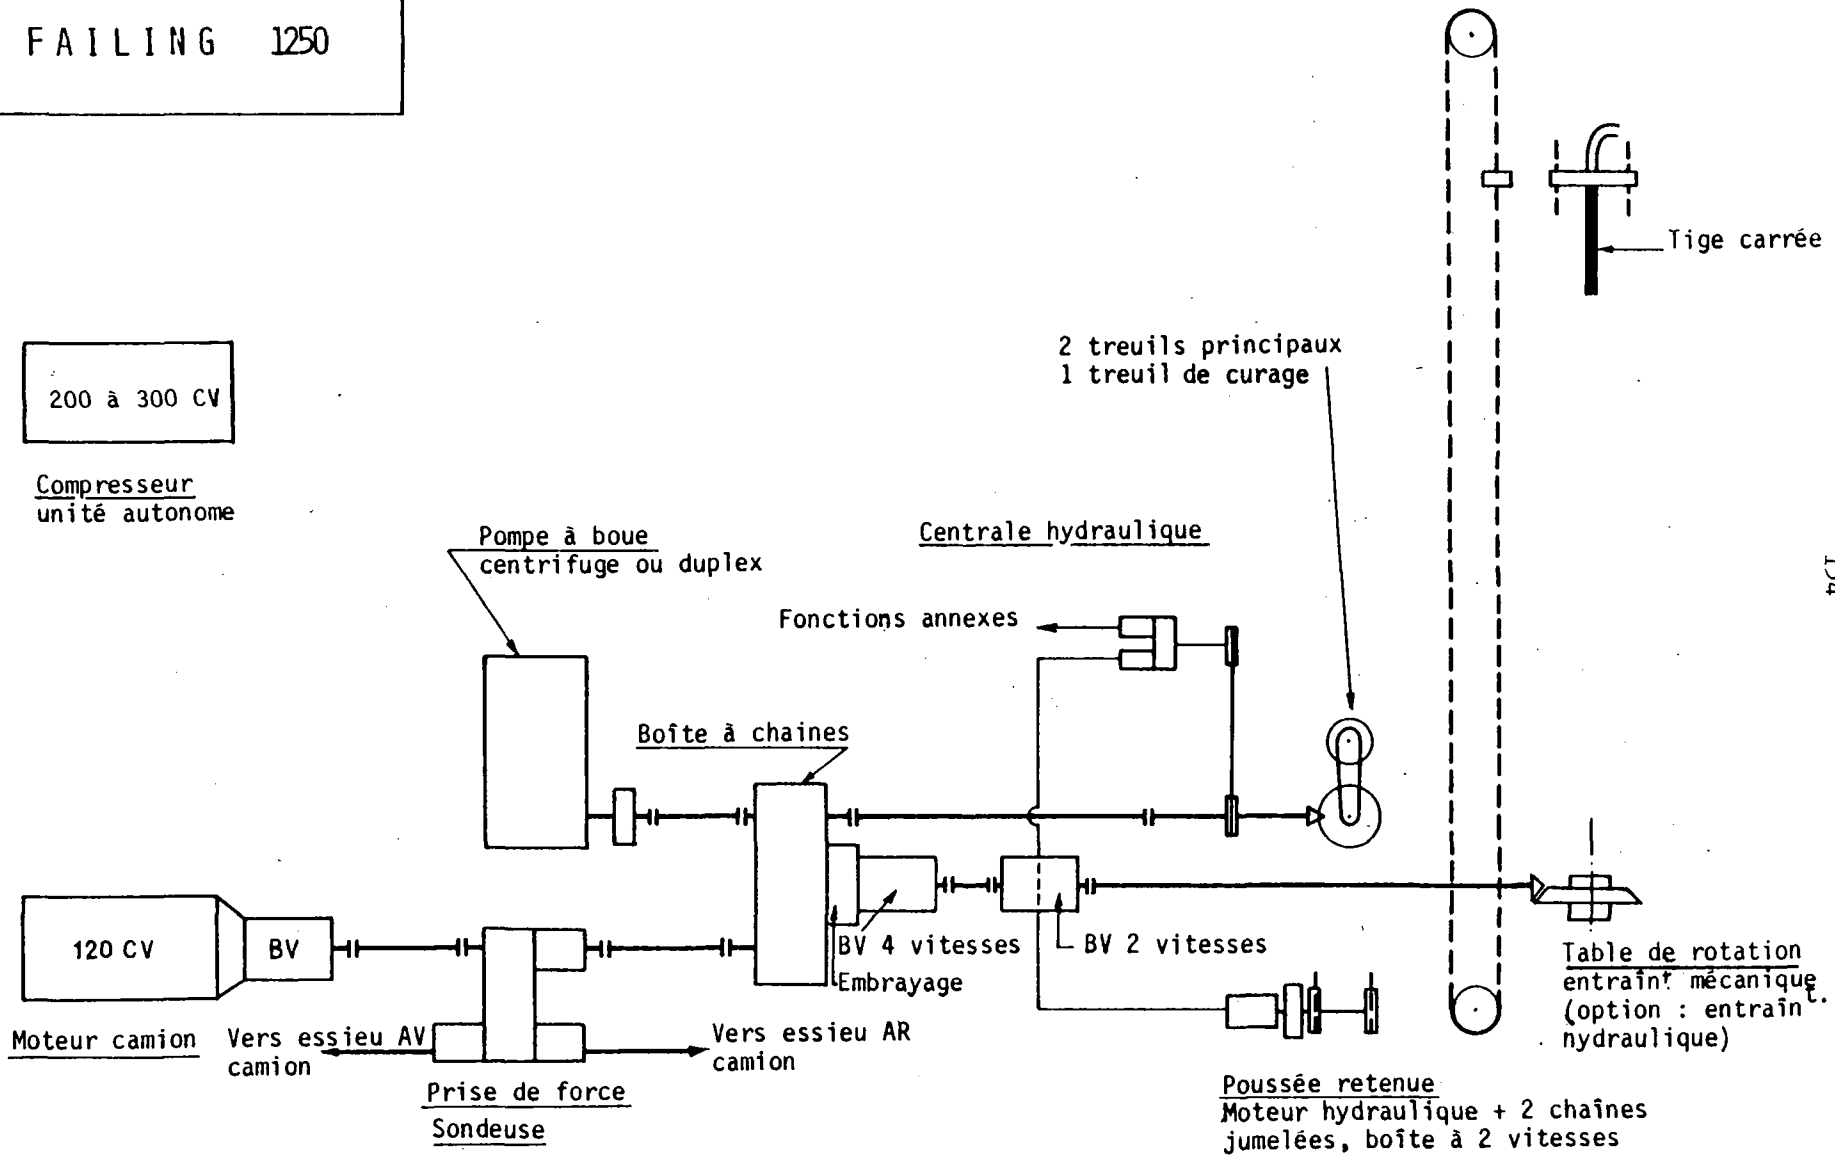 FAILING 1250
Tige carrée
2 treuils principaux
1 treuil de curage
200 à 300 CV
Compresseur
unité autonome
Pompe à boue
centrifuge ou duplex
Centrale hydraulique
154
Fonctions annexes
Boîte à chaines
120 CV
BV
BV 4 vitesses
BV 2 vitesses
Embrayage
Table de rotation
entraînt. mécanique
(option : entraînt.
hydraulique)
Moteur camion
Vers essieu AV
camion
Vers essieu AR
camion
Prise de force
Sondeuse
Poussée retenue
Moteur hydraulique + 2 chaînes
jumelées, boîte à 2 vitesses